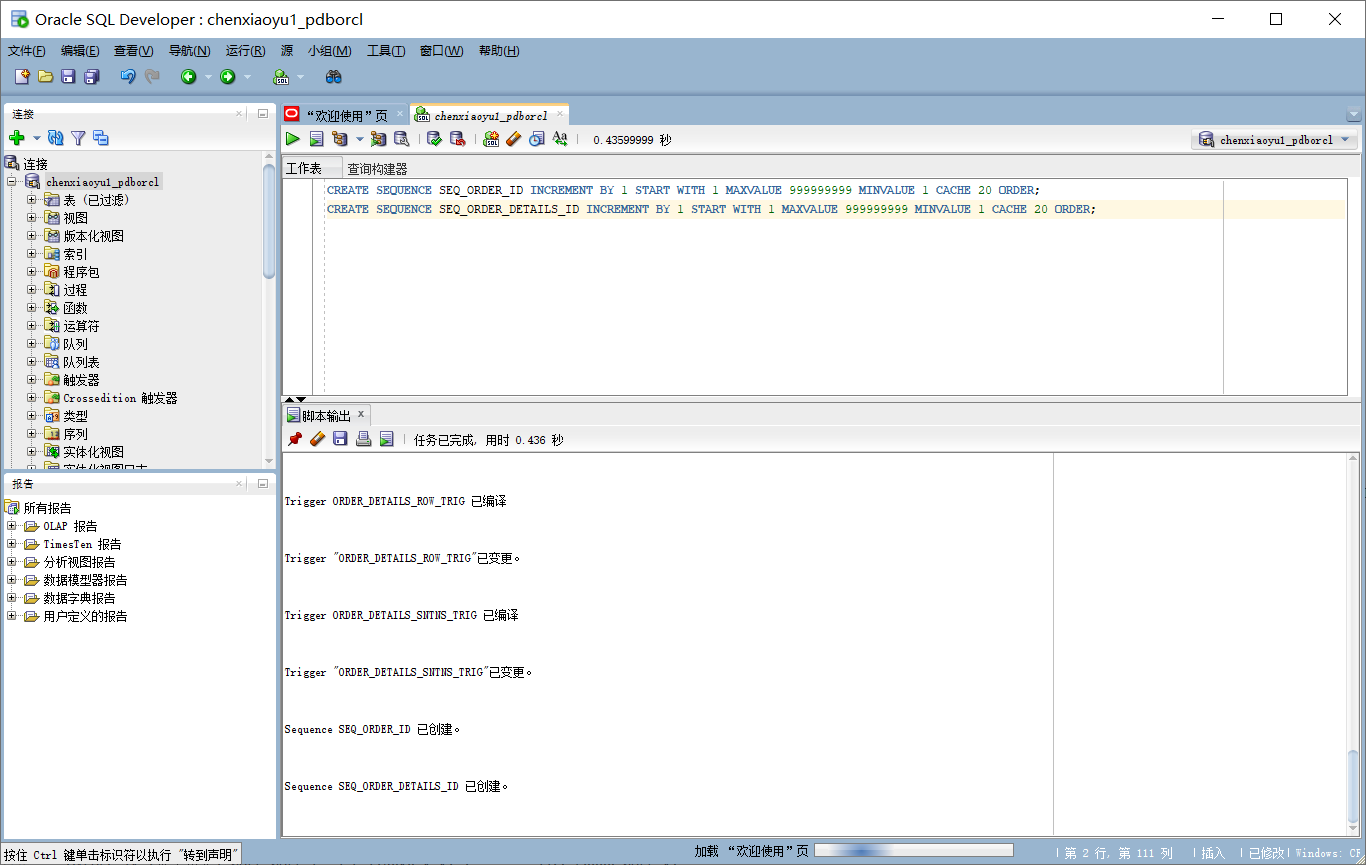 Oracle SQL Developer : chenxiaoyu1_pdborcl
文件(F) 编辑(E) 查看(V) 导航(N) 运行(R) 源 小组(M) 工具(T) 窗口(W) 帮助(H)
连接
连接
chenxiaoyu1_pdborcl
表 (已过滤)
视图
版本化视图
索引
程序包
过程
函数
运算符
队列
队列表
触发器
Crossedition 触发器
类型
序列
实体化视图
实体化视图日志
报告
所有报告
OLAP 报告
TimesTen 报告
分析视图报告
数据模型器报告
数据字典报告
用户定义的报告
“欢迎使用”页 chenxiaoyu1_pdborcl
0.43599999 秒 chenxiaoyu1_pdborcl
工作表 查询构建器
CREATE SEQUENCE SEQ_ORDER_ID INCREMENT BY 1 START WITH 1 MAXVALUE 999999999 MINVALUE 1 CACHE 20 ORDER;
CREATE SEQUENCE SEQ_ORDER_DETAILS_ID INCREMENT BY 1 START WITH 1 MAXVALUE 999999999 MINVALUE 1 CACHE 20 ORDER;
脚本输出
任务已完成, 用时 0.436 秒
Trigger ORDER_DETAILS_ROW_TRIG 已编译
Trigger "ORDER_DETAILS_ROW_TRIG"已变更。
Trigger ORDER_DETAILS_SNTNS_TRIG 已编译
Trigger "ORDER_DETAILS_SNTNS_TRIG"已变更。
Sequence SEQ_ORDER_ID 已创建。
Sequence SEQ_ORDER_DETAILS_ID 已创建。
按住 Ctrl 键单击标识符以执行 "转到声明" 加载 “欢迎使用”页 第 2 行, 第 111 列 插入 已修改 Windows: CR